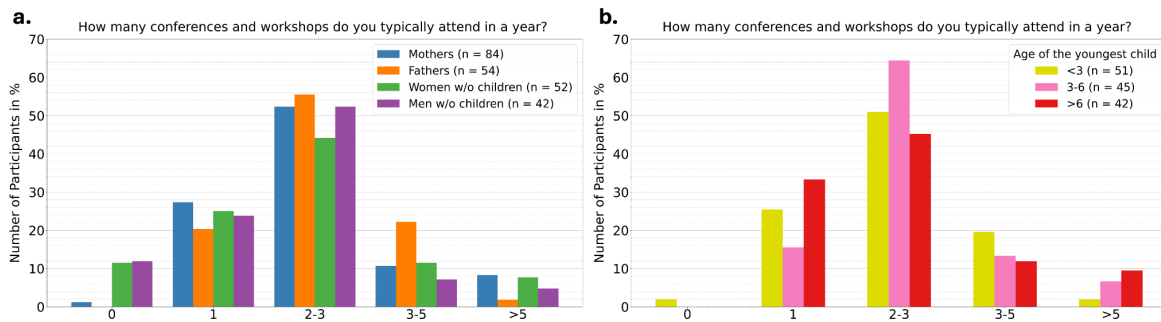 a.
How many conferences and workshops do you typically attend in a year?
Number of Participants in %
70
60
50
40
30
20
10
0
Mothers (n = 84)
Fathers (n = 54)
Women w/o children (n = 52)
Men w/o children (n = 42)
0 1 2-3 3-5 >5
b.
How many conferences and workshops do you typically attend in a year?
Number of Participants in %
70
60
50
40
30
20
10
0
Age of the youngest child
<3 (n = 51)
3-6 (n = 45)
>6 (n = 42)
0 1 2-3 3-5 >5